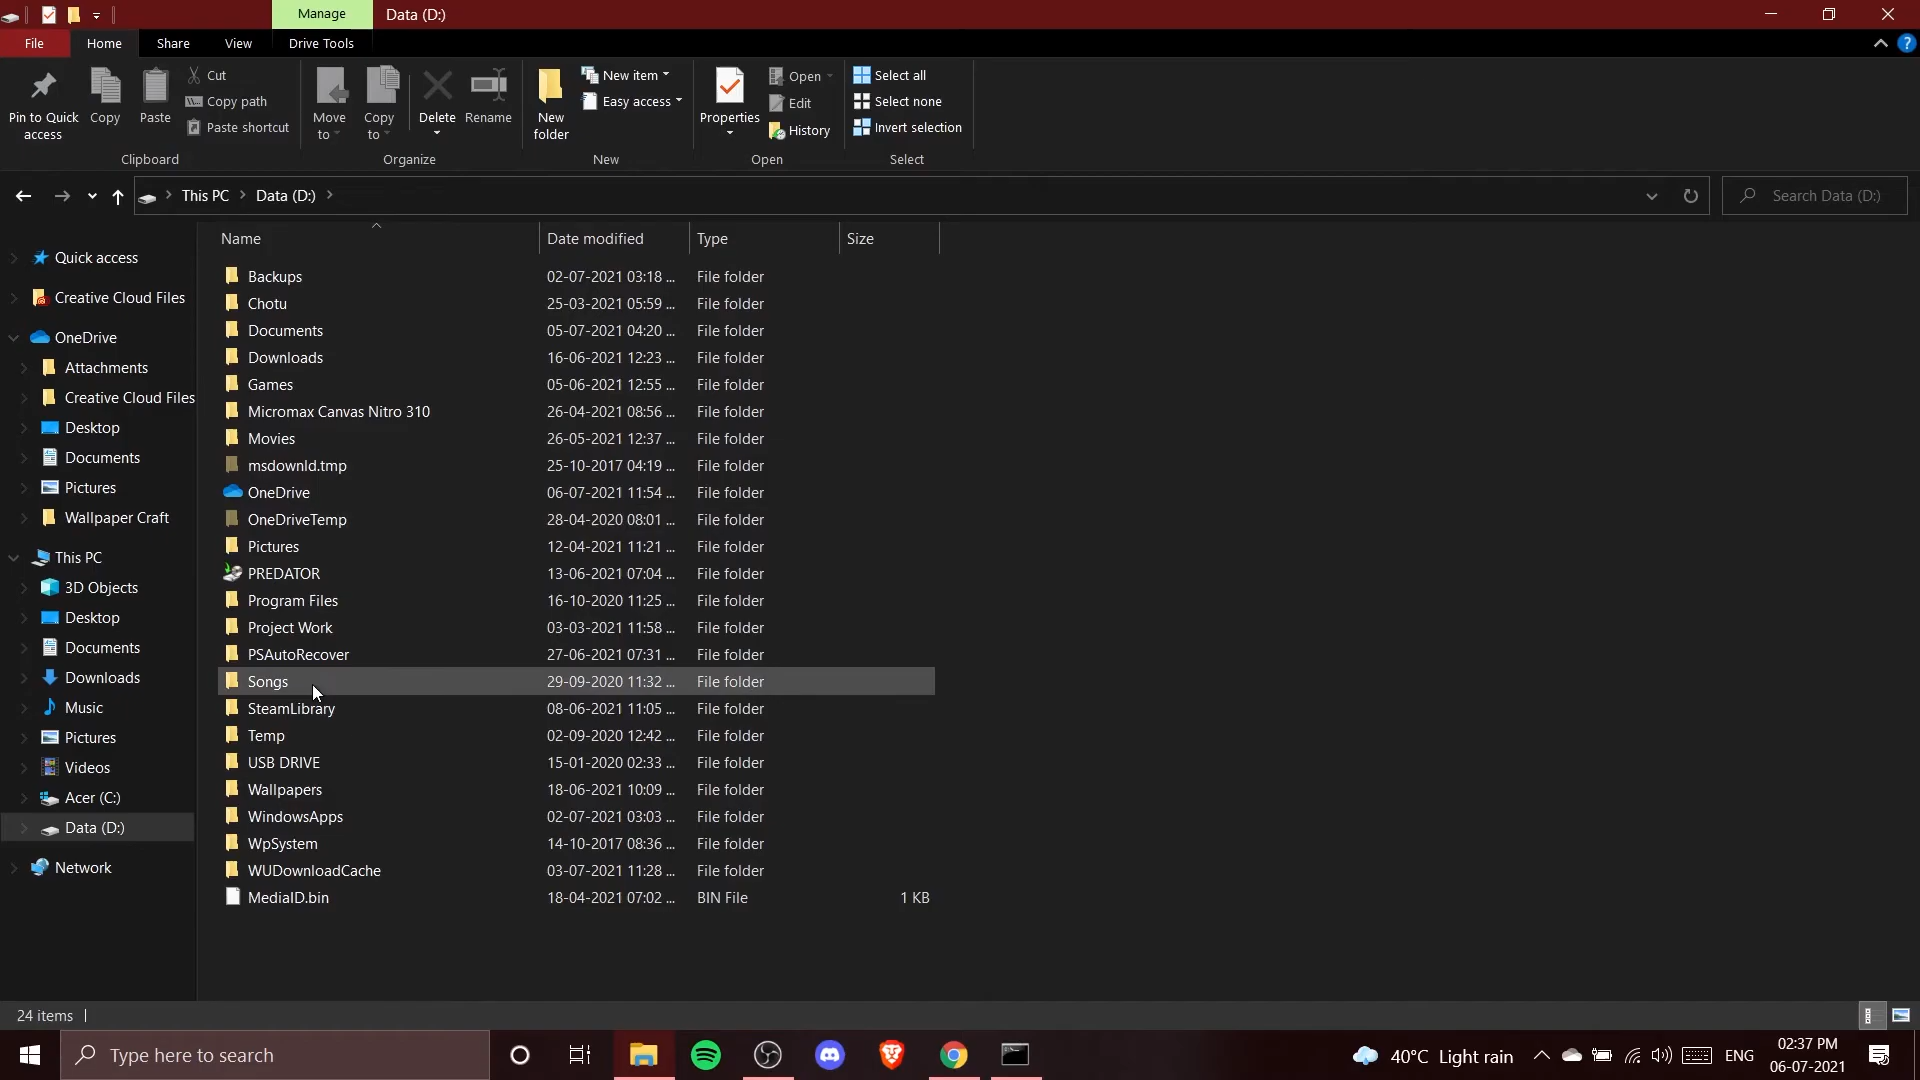 Manage
Data (D:)
File
Home
Share
View
Drive Tools
Pin to Quick access
Copy
Paste
Cut
Copy path
Paste shortcut
Clipboard
Move to
Copy to
Delete
Rename
Organize
New folder
New item
Easy access
New
Properties
Open
Edit
History
Open
Select all
Select none
Invert selection
Select
This PC
Data (D:)
Search Data (D:)
Name Date modified Type Size
Quick access
Creative Cloud Files
OneDrive
Attachments
Creative Cloud Files
Desktop
Documents
Pictures
Wallpaper Craft
This PC
3D Objects
Desktop
Documents
Downloads
Music
Pictures
Videos
Acer (C:)
Data (D:)
Network
Backups 02-07-2021 03:18 ... File folder
Chotu 25-03-2021 05:59 ... File folder
Documents 05-07-2021 04:20 ... File folder
Downloads 16-06-2021 12:23 ... File folder
Games 05-06-2021 12:55 ... File folder
Micromax Canvas Nitro 310 26-04-2021 08:56 ... File folder
Movies 26-05-2021 12:37 ... File folder
msdownld.tmp 25-10-2017 04:19 ... File folder
OneDrive 06-07-2021 11:54 ... File folder
OneDriveTemp 28-04-2020 08:01 ... File folder
Pictures 12-04-2021 11:21 ... File folder
PREDATOR 13-06-2021 07:04 ... File folder
Program Files 16-10-2020 11:25 ... File folder
Project Work 03-03-2021 11:58 ... File folder
PSAutoRecover 27-06-2021 07:31 ... File folder
Songs 29-09-2020 11:32 ... File folder
SteamLibrary 08-06-2021 11:05 ... File folder
Temp 02-09-2020 12:42 ... File folder
USB DRIVE 15-01-2020 02:33 ... File folder
Wallpapers 18-06-2021 10:09 ... File folder
WindowsApps 02-07-2021 03:03 ... File folder
WpSystem 14-10-2017 08:36 ... File folder
WUDownloadCache 03-07-2021 11:28 ... File folder
MediaID.bin 18-04-2021 07:02 ... BIN File 1 KB
24 items
Type here to search
40°C Light rain
ENG
02:37 PM
06-07-2021